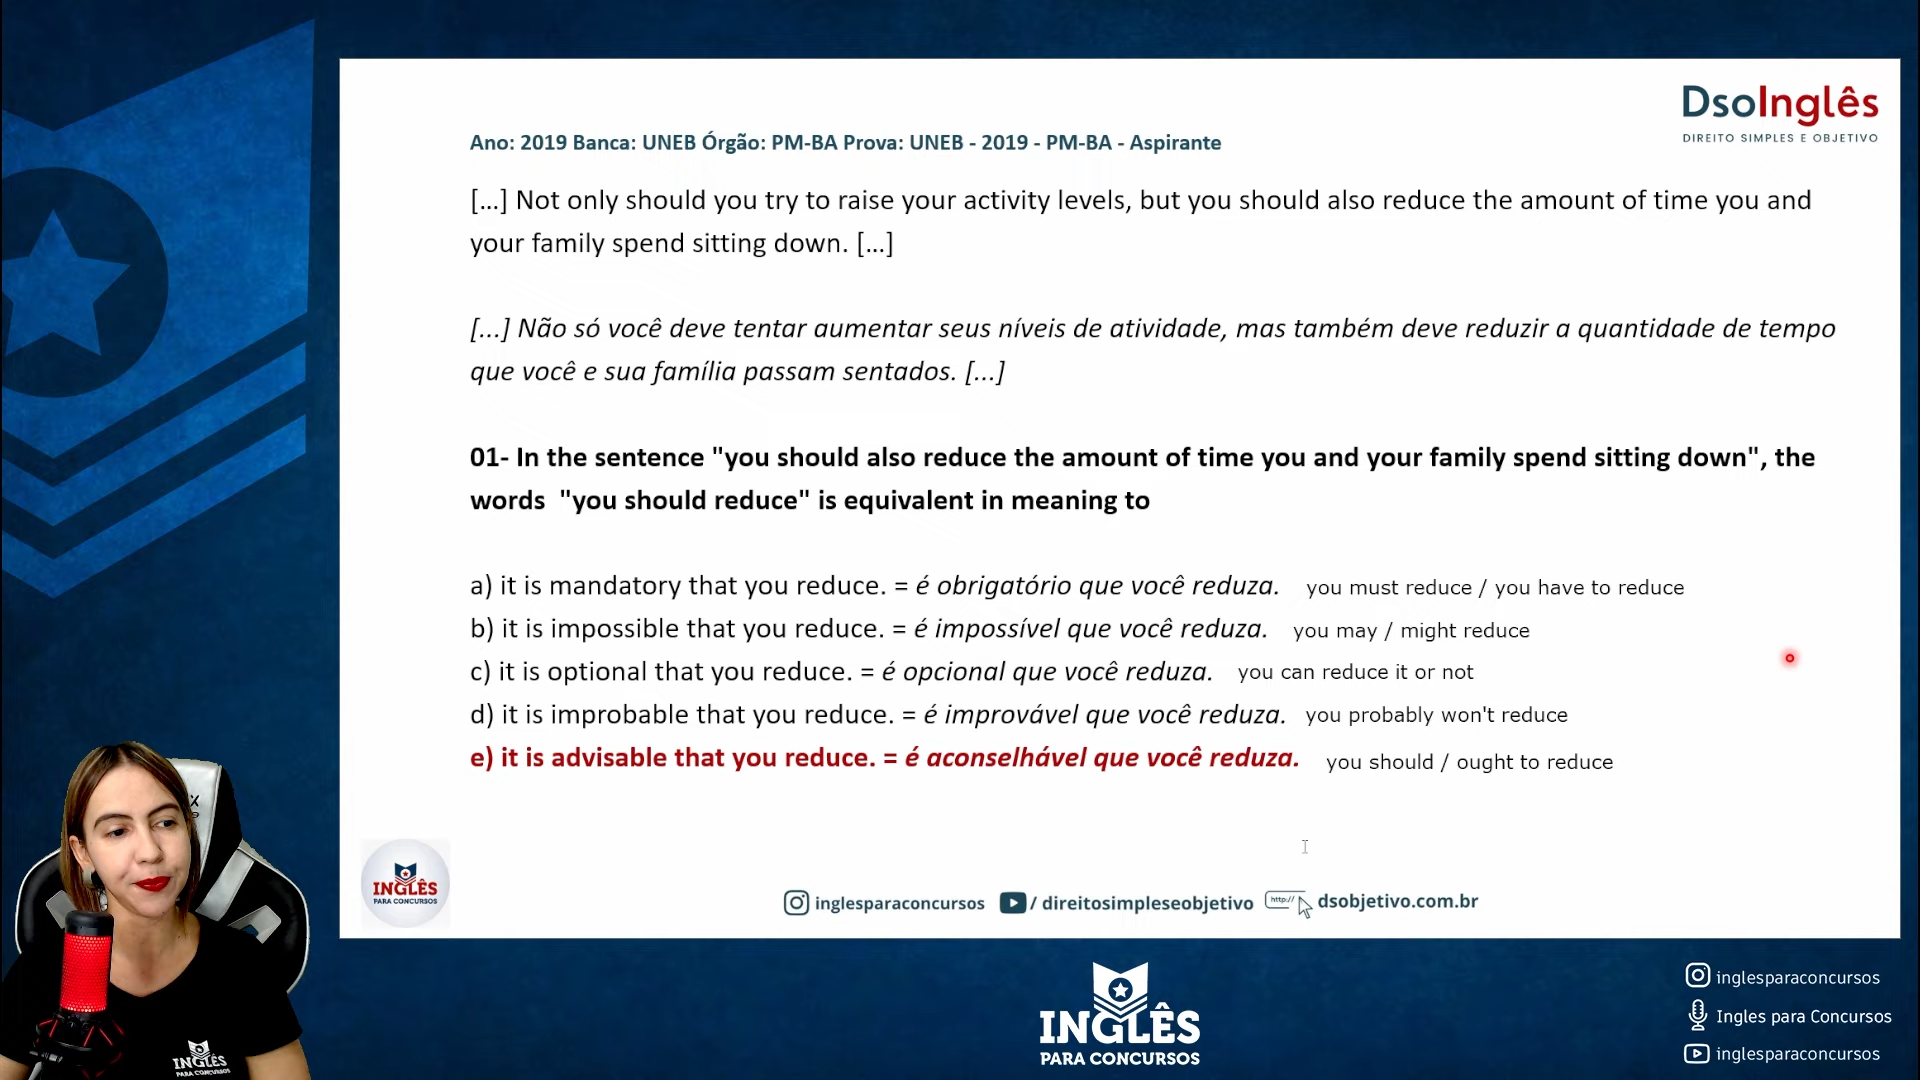 DsoInglês
DIREITO SIMPLES E OBJETIVO
Ano: 2019 Banca: UNEB Órgão: PM-BA Prova: UNEB - 2019 - PM-BA - Aspirante
[...] Not only should you try to raise your activity levels, but you should also reduce the amount of time you and
your family spend sitting down. [...]
[...] Não só você deve tentar aumentar seus níveis de atividade, mas também deve reduzir a quantidade de tempo
que você e sua família passam sentados. [...]
01- In the sentence "you should also reduce the amount of time you and your family spend sitting down", the
words "you should reduce" is equivalent in meaning to
a) it is mandatory that you reduce. = é obrigatório que você reduza. you must reduce / you have to reduce
b) it is impossible that you reduce. = é impossível que você reduza. you may / might reduce
c) it is optional that you reduce. = é opcional que você reduza. you can reduce it or not
d) it is improbable that you reduce. = é improvável que você reduza. you probably won't reduce
e) it is advisable that you reduce. = é aconselhável que você reduza. you should / ought to reduce
INGLÊS
PARA CONCURSOS
inglesparaconcursos / direitosimpleseobjetivo http:// dsobjetivo.com.br
INGLÊS
PARA CONCURSOS
inglesparaconcursos
Ingles para Concursos
inglesparaconcursos
INGLÊS
PARA CONCURSOS